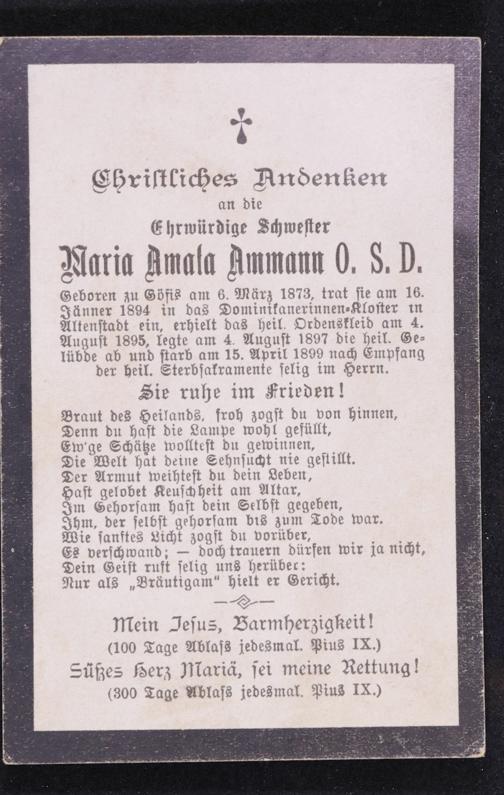 Christliches Andenken
an die
Ehrwürdige Schwester
Maria Amala Ammann O. S. D.
Geboren zu Göfis am 6. März 1873, trat sie am 16.
Jänner 1894 in das Dominikanerinnen-Kloster in
Altenstadt ein, erhielt das heil. Ordenskleid am 4.
August 1895, legte am 4. August 1897 die heil. Ge-
lübde ab und starb am 15. April 1899 nach Empfang
der heil. Sterbsakramente selig im Herrn.
Sie ruhe im Frieden!
Braut des Heilands, froh zogst du von hinnen,
Denn du hast die Lampe wohl gefüllt,
Ew'ge Schätze wolltest du gewinnen,
Die Welt hat deine Sehnsucht nie gestillt.
Der Armut weihtest du dein Leben,
Hast gelobet Keuschheit am Altar,
Im Gehorsam hast dein Selbst gegeben,
Ihm, der selbst gehorsam bis zum Tode war.
Wie sanftes Licht zogst du vorüber,
Es verschwand; — doch trauern dürfen wir ja nicht,
Dein Geist ruft selig uns herüber:
Nur als „Bräutigam" hielt er Gericht.
Mein Jesus, Barmherzigkeit!
(100 Tage Ablass jedesmal. Pius IX.)
Süßes Herz Mariä, sei meine Rettung!
(300 Tage Ablass jedesmal. Pius IX.)